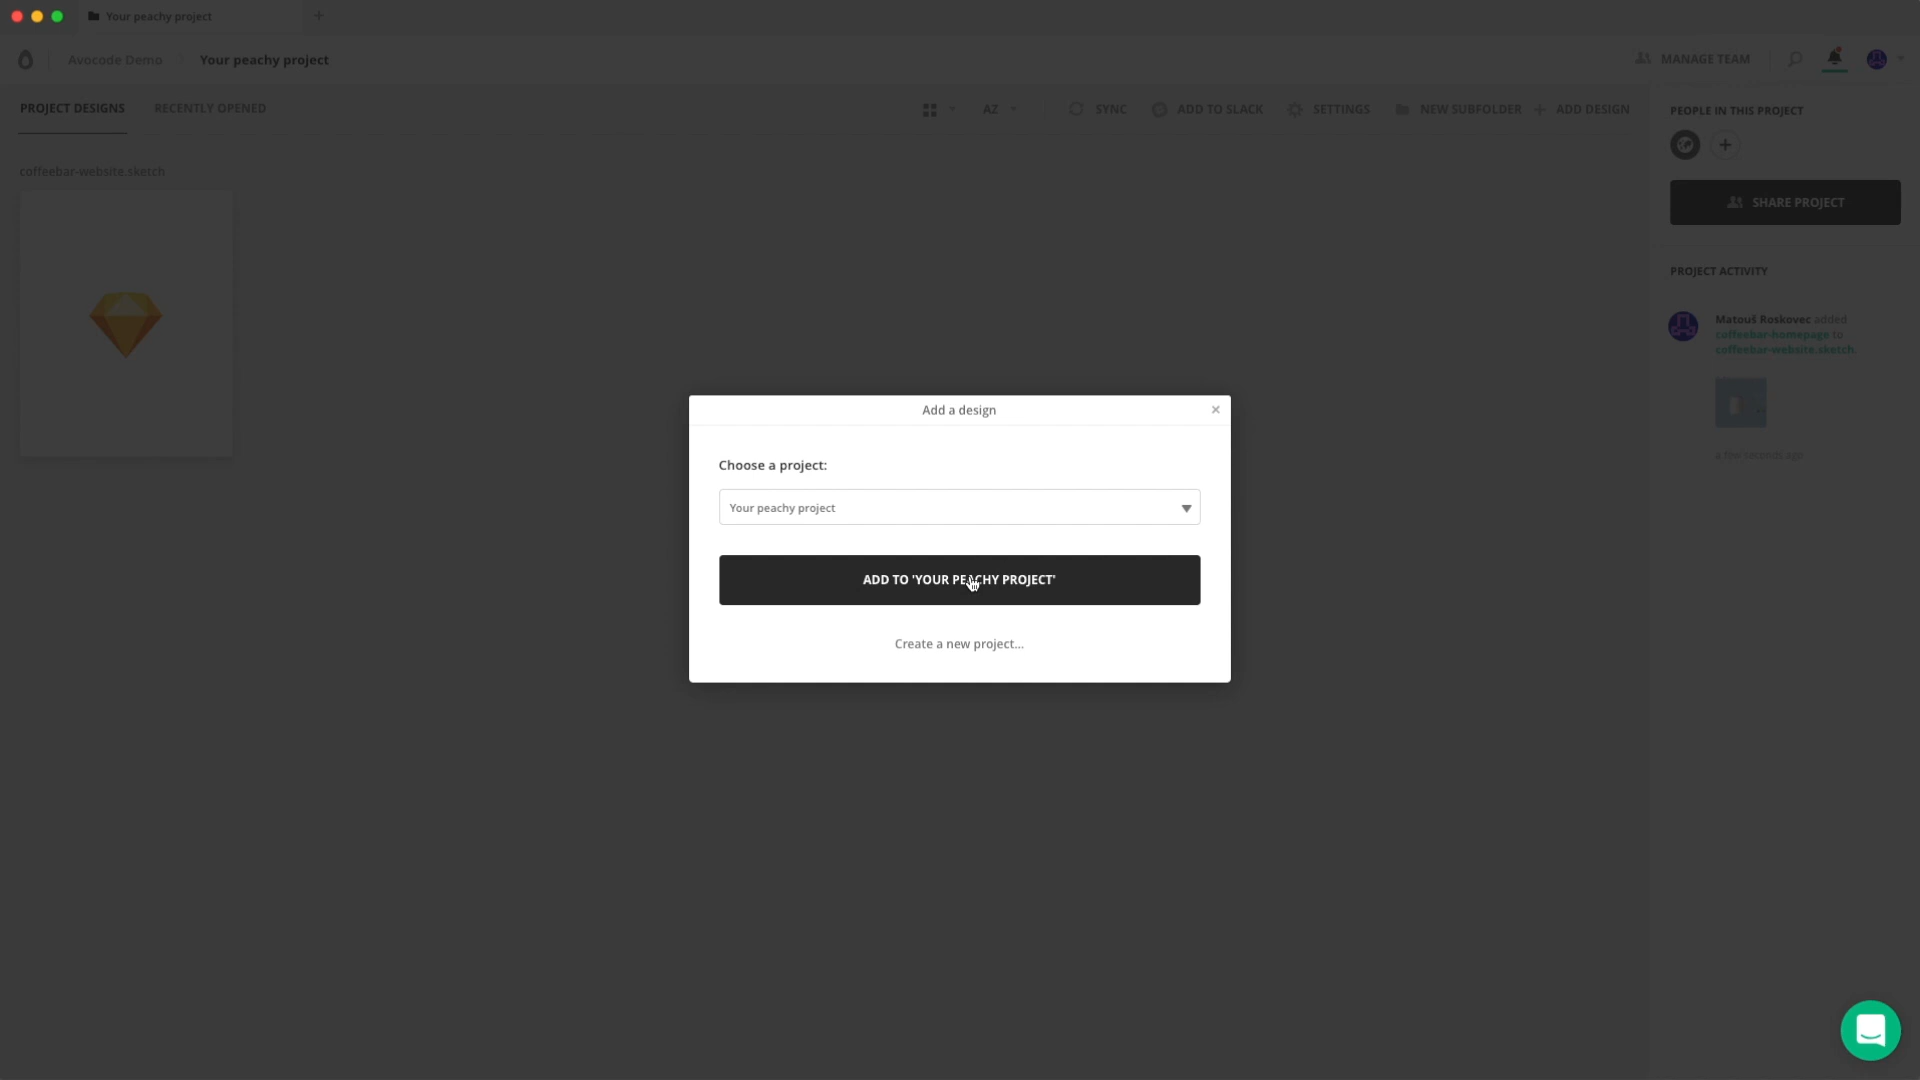 Your peachy project
Avocode Demo
Your peachy project
MANAGE TEAM
PROJECT DESIGNS
RECENTLY OPENED
AZ
SYNC
ADD TO SLACK
SETTINGS
NEW SUBFOLDER
ADD DESIGN
PEOPLE IN THIS PROJECT
SHARE PROJECT
coffeebar-website.sketch
PROJECT ACTIVITY
Matouš Roskovec added
coffeebar-homepage to
coffeebar-website.sketch.
a few seconds ago
Add a design
Choose a project:
Your peachy project
ADD TO 'YOUR PEACHY PROJECT'
Create a new project...